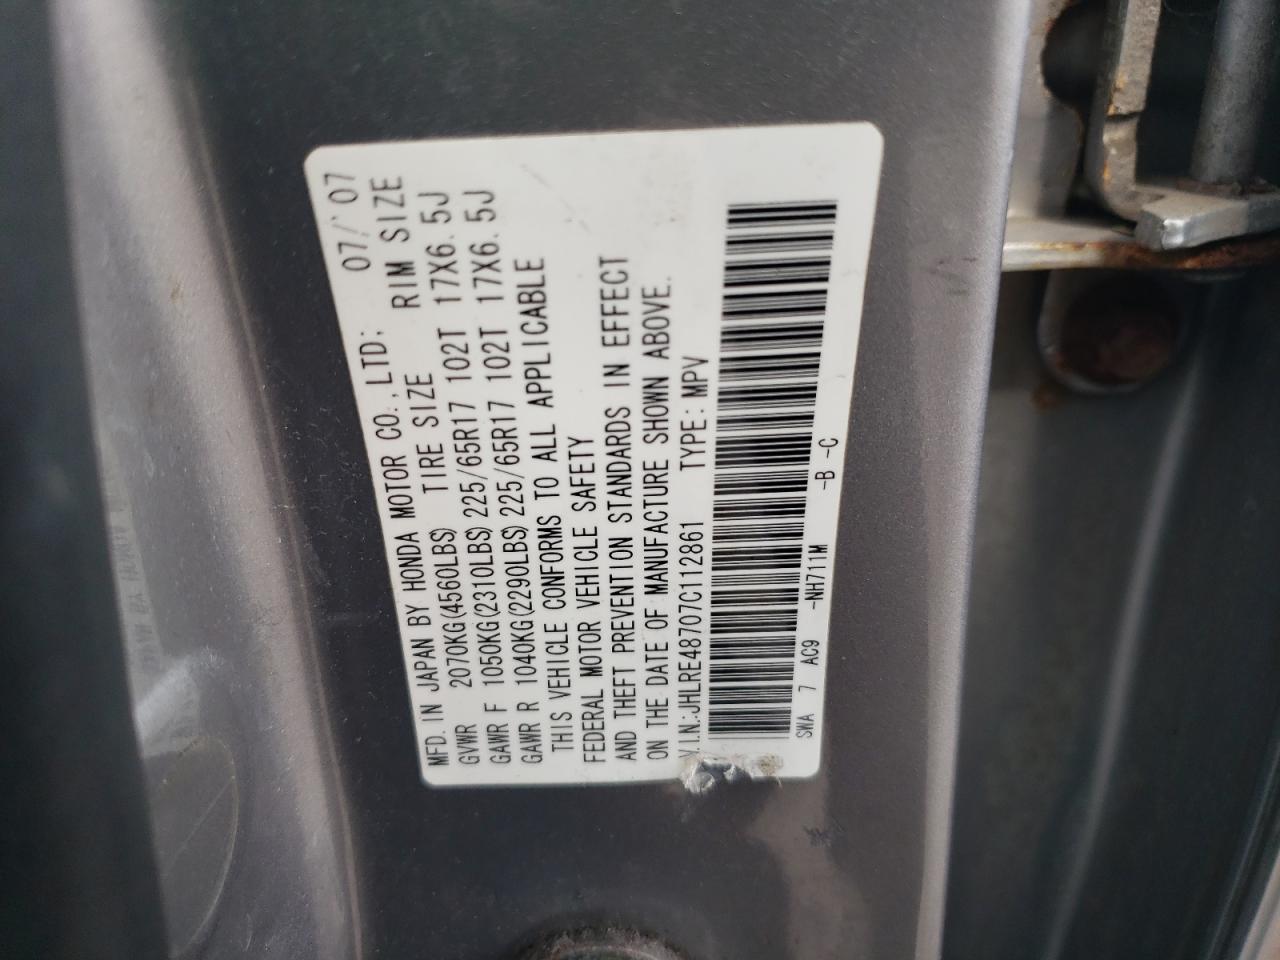 MFD. IN JAPAN BY HONDA MOTOR CO., LTD; 07/'07
GVWR 2070KG(4560LBS) TIRE SIZE RIM SIZE
GAWR F 1050KG(2310LBS) 225/65R17 102T 17X6.5J
GAWR R 1040KG(2290LBS) 225/65R17 102T 17X6.5J
THIS VEHICLE CONFORMS TO ALL APPLICABLE
FEDERAL MOTOR VEHICLE SAFETY
AND THEFT PREVENTION STANDARDS IN EFFECT
ON THE DATE OF MANUFACTURE SHOWN ABOVE.
V.I.N.:JHLRE48707C112861 TYPE: MPV
SWA 7 AC9 -NH711M -B -C